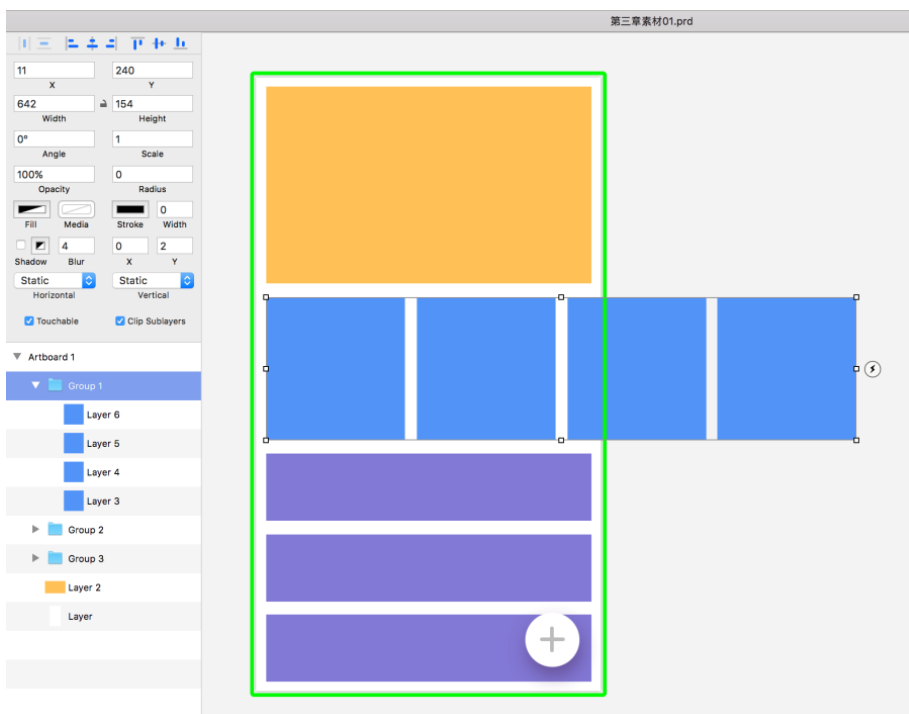 第三章素材01.prd
11 240
X Y
642 154
Width Height
0° 1
Angle Scale
100% 0
Opacity Radius
0
Fill Media Stroke Width
4 0 2
Shadow Blur X Y
Static Static
Horizontal Vertical
Touchable Clip Sublayers
Artboard 1
Group 1
Layer 6
Layer 5
Layer 4
Layer 3
Group 2
Group 3
Layer 2
Layer